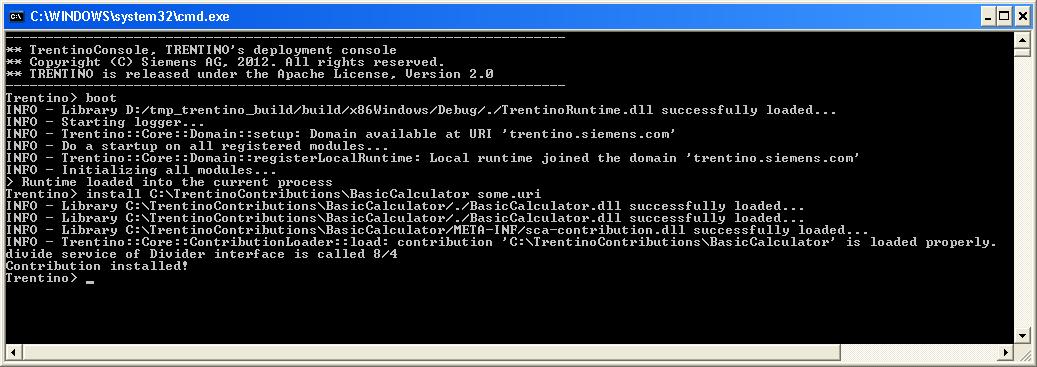 C:\WINDOWS\system32\cmd.exe
** TrentinoConsole, TRENTINO's deployment console
** Copyright (C) Siemens AG, 2012. All rights reserved.
** TRENTINO is released under the Apache License, Version 2.0
Trentino> boot
INFO - Library D:/tmp_trentino_build/build/x86Windows/Debug/./TrentinoRuntime.dll successfully loaded...
INFO - Starting logger...
INFO - Trentino::Core::Domain::setup: Domain available at URI 'trentino.siemens.com'
INFO - Do a startup on all registered modules...
INFO - Trentino::Core::Domain::registerLocalRuntime: Local runtime joined the domain 'trentino.siemens.com'
INFO - Initializing all modules...
> Runtime loaded into the current process
Trentino> install C:\TrentinoContributions\BasicCalculator some.uri
INFO - Library C:\TrentinoContributions\BasicCalculator/./BasicCalculator.dll successfully loaded...
INFO - Library C:\TrentinoContributions\BasicCalculator/./BasicCalculator.dll successfully loaded...
INFO - Library C:\TrentinoContributions\BasicCalculator/META-INF/sca-contribution.dll successfully loaded...
INFO - Trentino::Core::ContributionLoader::load: contribution 'C:\TrentinoContributions\BasicCalculator' is loaded properly.
divide service of Divider interface is called 8/4
Contribution installed!
Trentino> _